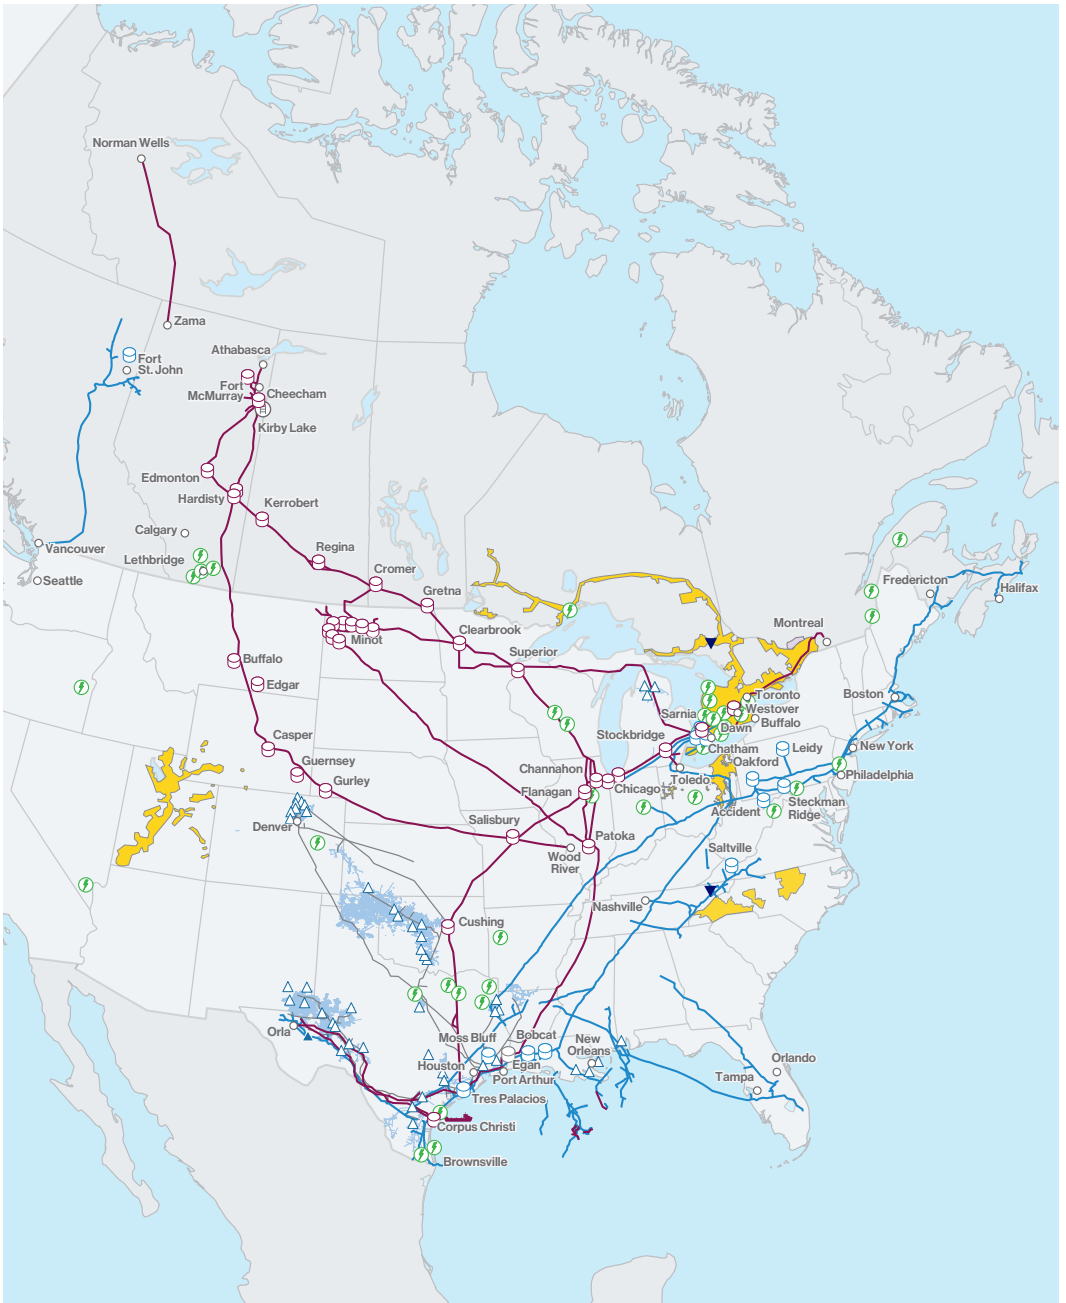 Norman Wells
Zama
Fort
St. John
Athabasca
Fort
McMurray
Cheecham
Kirby Lake
Edmonton
Hardisty
Kerrobert
Calgary
Vancouver
Lethbridge
Regina
Seattle
Cromer
Gretna
Fredericton
Halifax
Montreal
Minot
Clearbrook
Superior
Buffalo
Edgar
Toronto
Boston
Westover
Sarnia
Buffalo
Dawn
Casper
Stockbridge
Chatham
Leidy
New York
Guernsey
Oakford
Channahon
Toledo
Philadelphia
Gurley
Flanagan
Chicago
Steckman
Ridge
Accident
Denver
Salisbury
Patoka
Wood
River
Saltville
Nashville
Cushing
Orla
Moss Bluff
Bobcat
New
Orleans
Houston
Egan
Port Arthur
Orlando
Tampa
Tres Palacios
Corpus Christi
Brownsville